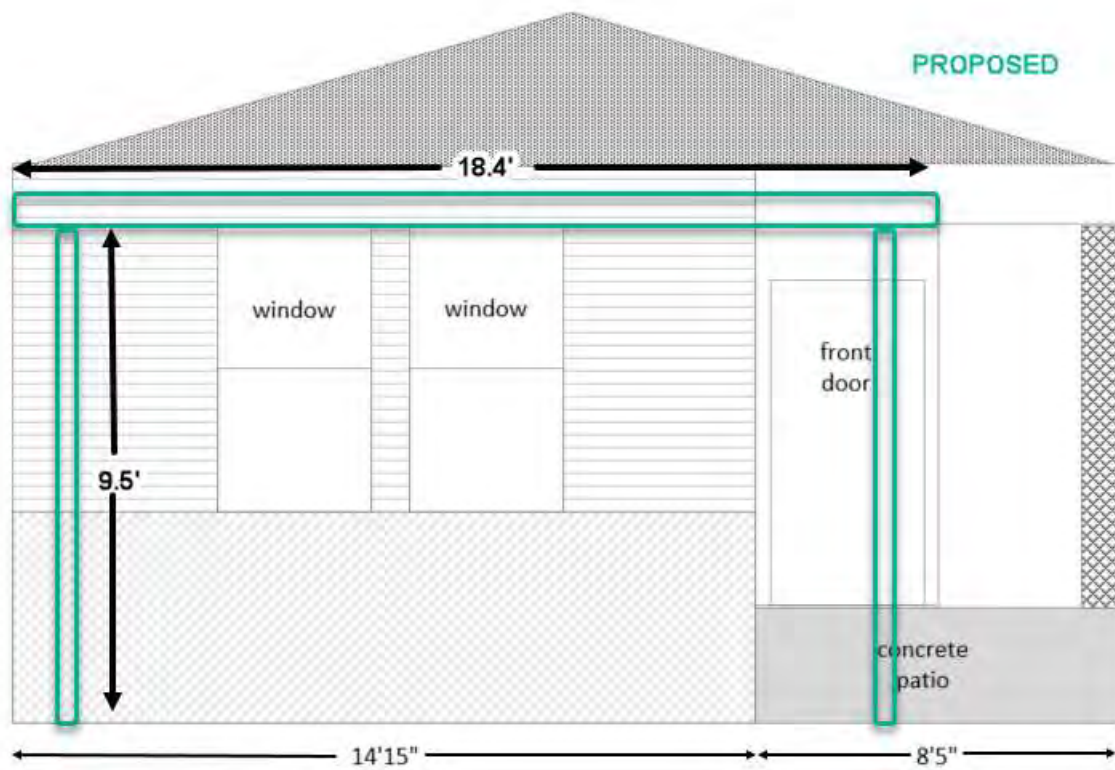 PROPOSED
18.4'
window
window
front
door
9.5'
concrete
patio
14'15"
8'5"